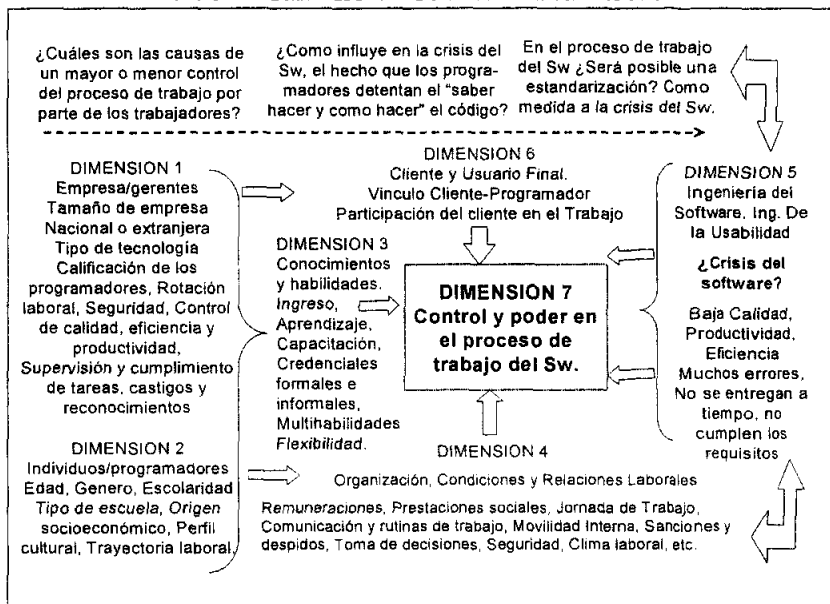 ¿Cuáles son las causas de
un mayor o menor control
del proceso de trabajo por
parte de los trabajadores?
¿Como influye en la crisis del
Sw, el hecho que los progra-
madores detentan el "saber
hacer y como hacer" el código?
En el proceso de trabajo
del Sw ¿Será posible una
estandarización? Como
medida a la crisis del Sw.
DIMENSION 1
Empresa/gerentes
Tamaño de empresa
Nacional o extranjera
Tipo de tecnología
Calificación de los
programadores, Rotación
laboral, Seguridad, Control
de calidad, eficiencia y
productividad,
Supervisión y cumplimiento
de tareas, castigos y
reconocimientos
DIMENSION 2
Individuos/programadores
Edad, Genero, Escolaridad
Tipo de escuela, Origen
socioeconómico, Perfil
cultural, Trayectoria laboral.
DIMENSION 6
Cliente y Usuario Final.
Vinculo Cliente-Programador
Participación del cliente en el Trabajo
DIMENSION 3
Conocimientos
y habilidades.
Ingreso,
Aprendizaje,
Capacitación,
Credenciales
formales e
informales,
Multihabilidades
Flexibilidad.
DIMENSION 7
Control y poder en
el proceso de
trabajo del Sw.
DIMENSION 4
Organización, Condiciones y Relaciones Laborales
Remuneraciones, Prestaciones sociales, Jornada de Trabajo,
Comunicación y rutinas de trabajo, Movilidad Interna, Sanciones y
despidos, Toma de decisiones, Seguridad, Clima laboral, etc.
DIMENSION 5
Ingeniería del
Software, Ing. De
la Usabilidad
¿Crisis del
software?
Baja Calidad,
Productividad,
Eficiencia
Muchos errores,
No se entregan a
tiempo, no
cumplen los
requisitos